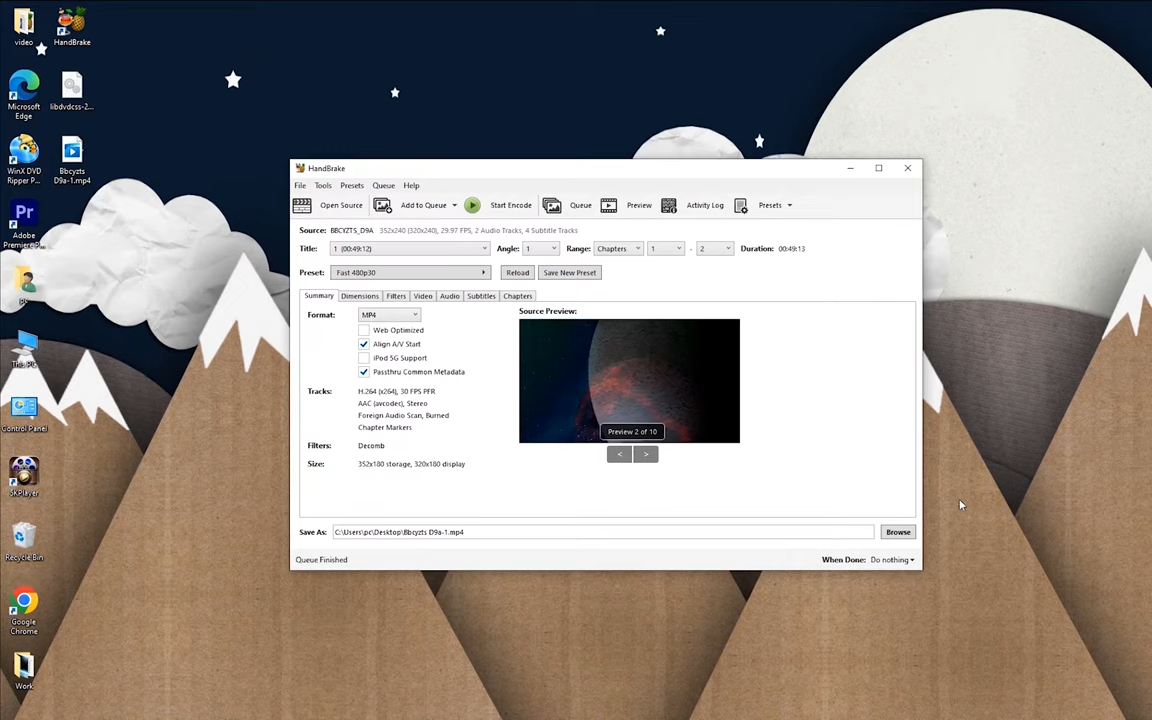 video
HandBrake
Microsoft
Edge
libdvdcss-2...
WinX DVD
Ripper P...
Bbcyzts
D9a-1.mp4
Pr
Adobe
Premiere P...
pc
This PC
Control Panel
5KPlayer
Recycle Bin
Google
Chrome
Work
HandBrake
File Tools Presets Queue Help
Open Source Add to Queue Start Encode Queue Preview Activity Log Presets
Source: BBCYZTS_D9A 352x240 (320x240), 29.97 FPS, 2 Audio Tracks, 4 Subtitle Tracks
Title: 1 (00:49:12) Angle: 1 Range: Chapters 1 - 2 Duration: 00:49:13
Preset: Fast 480p30 Reload Save New Preset
Summary Dimensions Filters Video Audio Subtitles Chapters
Format: MP4 Source Preview:
Web Optimized
Align A/V Start
iPod 5G Support
Passthru Common Metadata
Tracks: H.264 (x264), 30 FPS PFR
AAC (avcodec), Stereo
Foreign Audio Scan, Burned
Chapter Markers
Preview 2 of 10
< >
Filters: Decomb
Size: 352x180 storage, 320x180 display
Save As: C:\Users\pc\Desktop\Bbcyzts D9a-1.mp4 Browse
Queue Finished When Done: Do nothing